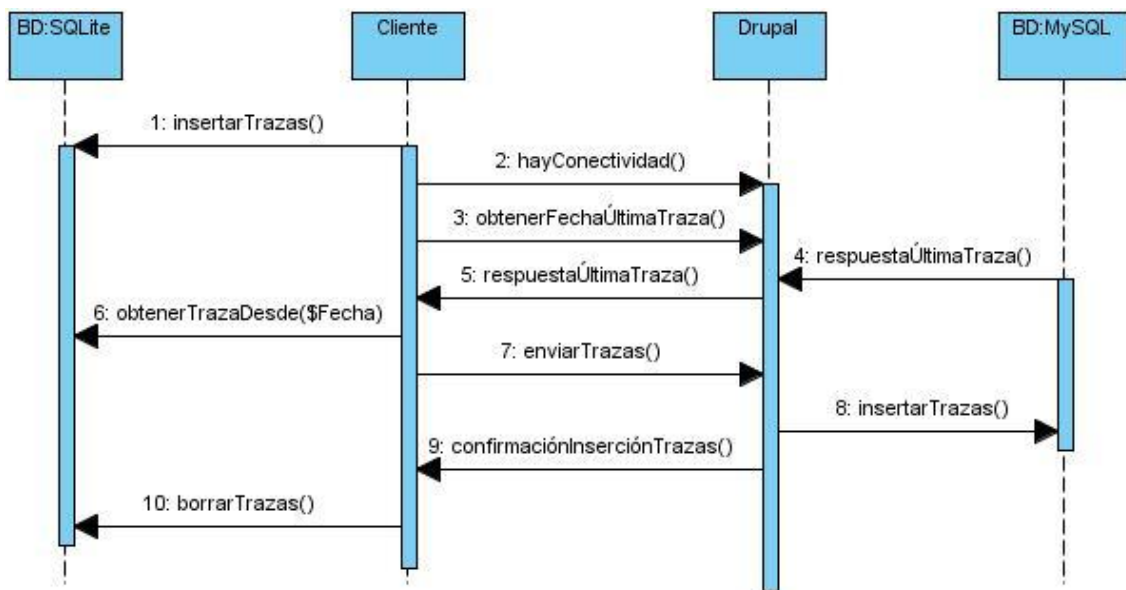 BD:SQLite
Cliente
Drupal
BD:MySQL
1: insertarTrazas()
2: hayConectividad()
3: obtenerFechaÚltimaTraza()
4: respuestaÚltimaTraza()
5: respuestaÚltimaTraza()
6: obtenerTrazaDesde($Fecha)
7: enviarTrazas()
8: insertarTrazas()
9: confirmaciónInserciónTrazas()
10: borrarTrazas()